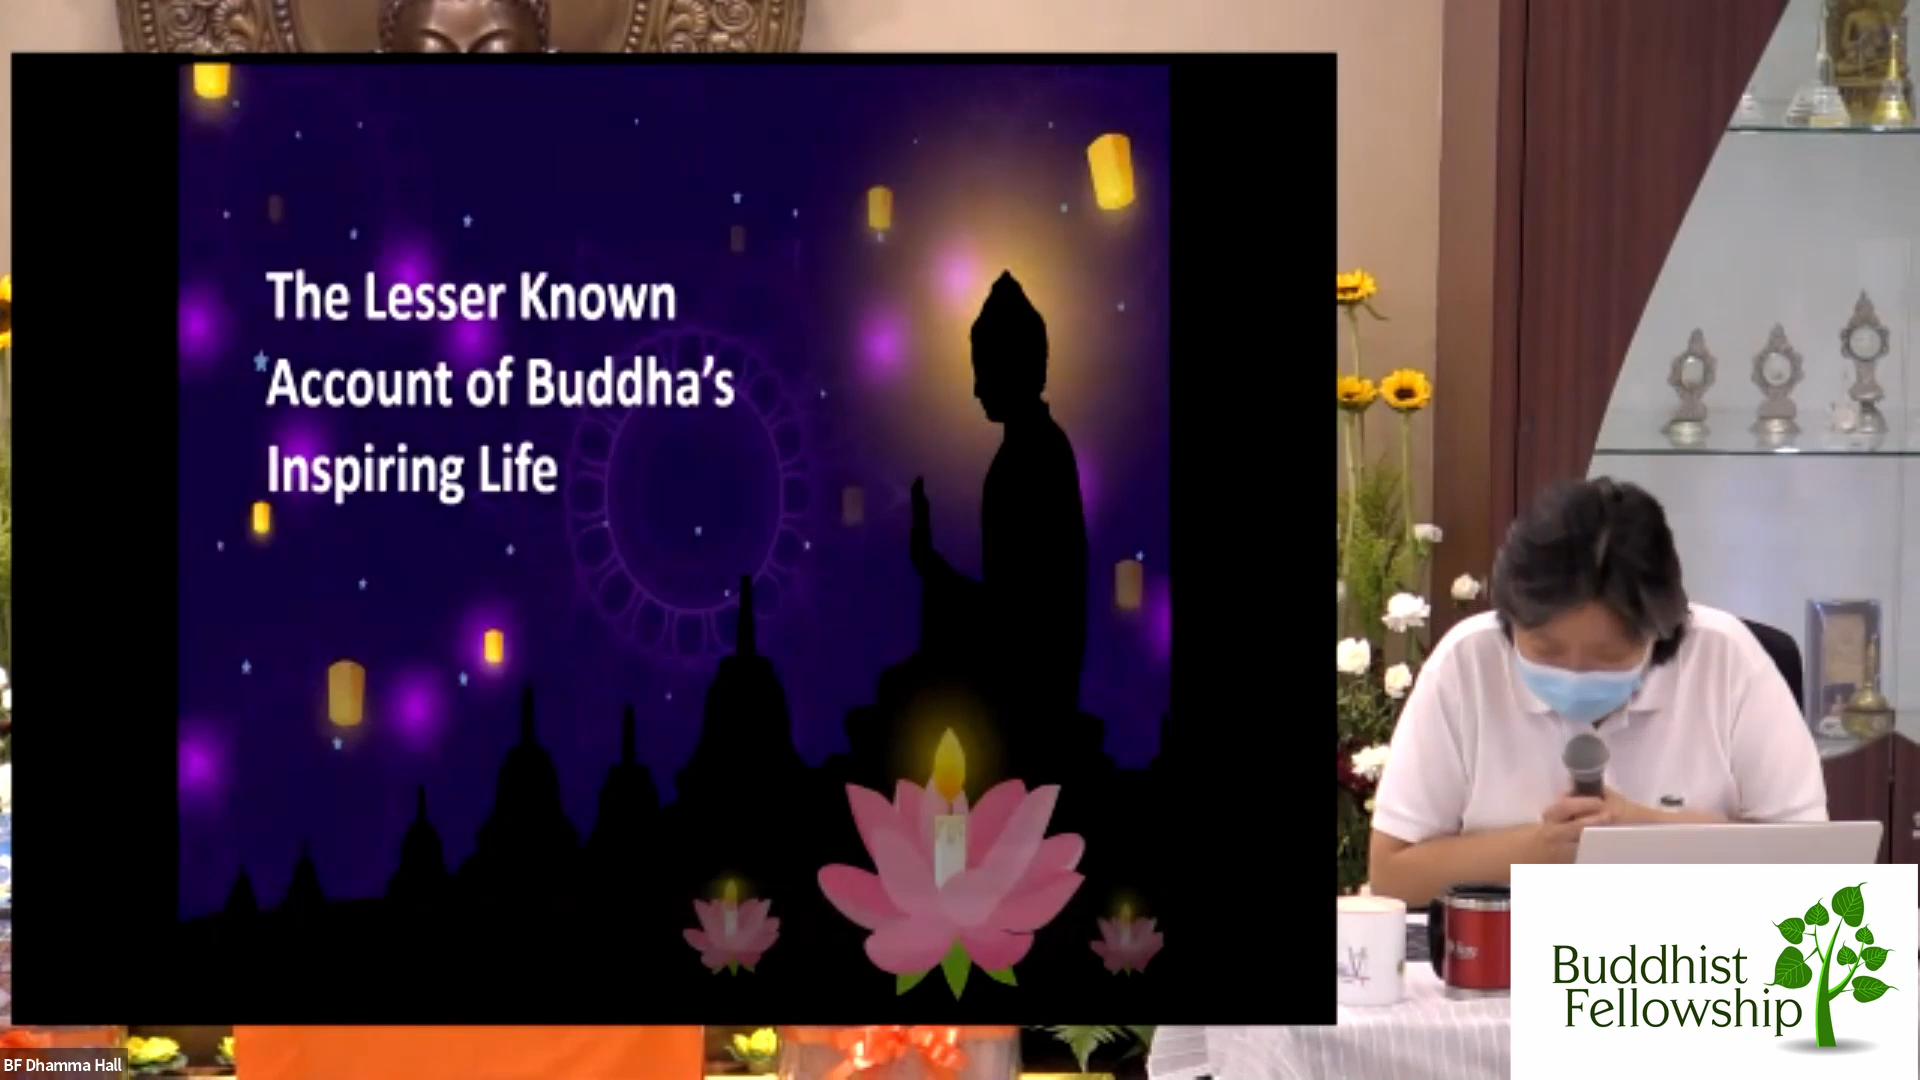 The Lesser Known
Account of Buddha's
Inspiring Life
Buddhist
Fellowship
BF Dhamma Hall